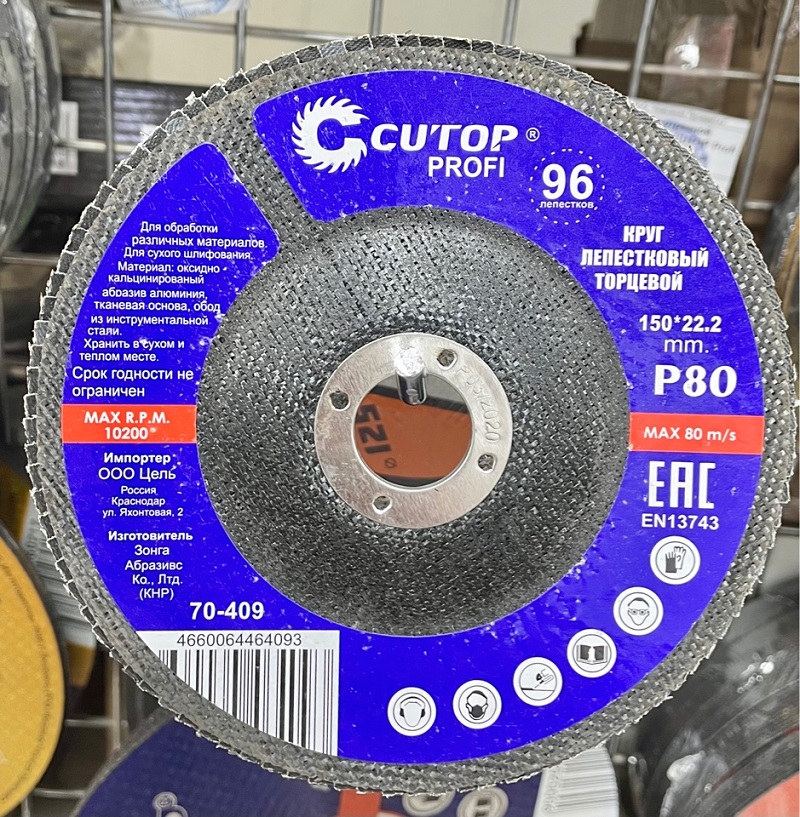 CUTOP ®
PROFI
96
лепестков
КРУГ
ЛЕПЕСТКОВЫЙ
ТОРЦЕВОЙ
150*22.2
mm.
P80
MAX 80 m/s
EAC
EN13743
Для обработки
различных материалов.
Для сухого шлифования.
Материал: оксидно -
кальцинированый
абразив алюминия,
тканевая основа, обод
из инструментальной
стали.
Хранить в сухом и
теплом месте.
Срок годности не
ограничен
MAX R.P.M.
10200*
Импортер
ООО Цель
Россия
Краснодар
ул. Яхонтовая, 2
Изготовитель
Зонга
Абразивс
Ко., Лтд.
(КНР)
70-409
4660064464093
2020
125